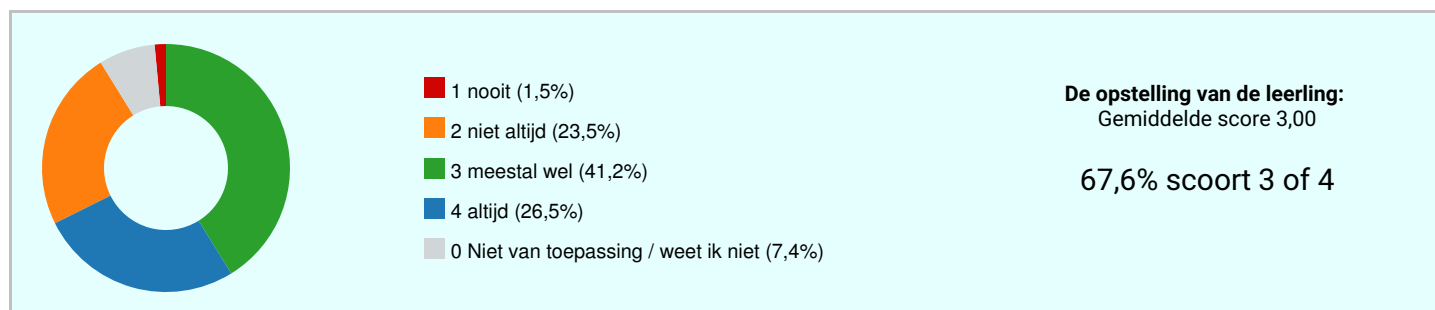 1 nooit (1,5%)
2 niet altijd (23,5%)
3 meestal wel (41,2%)
4 altijd (26,5%)
0 Niet van toepassing / weet ik niet (7,4%)
De opstelling van de leerling:
Gemiddelde score 3,00
67,6% scoort 3 of 4